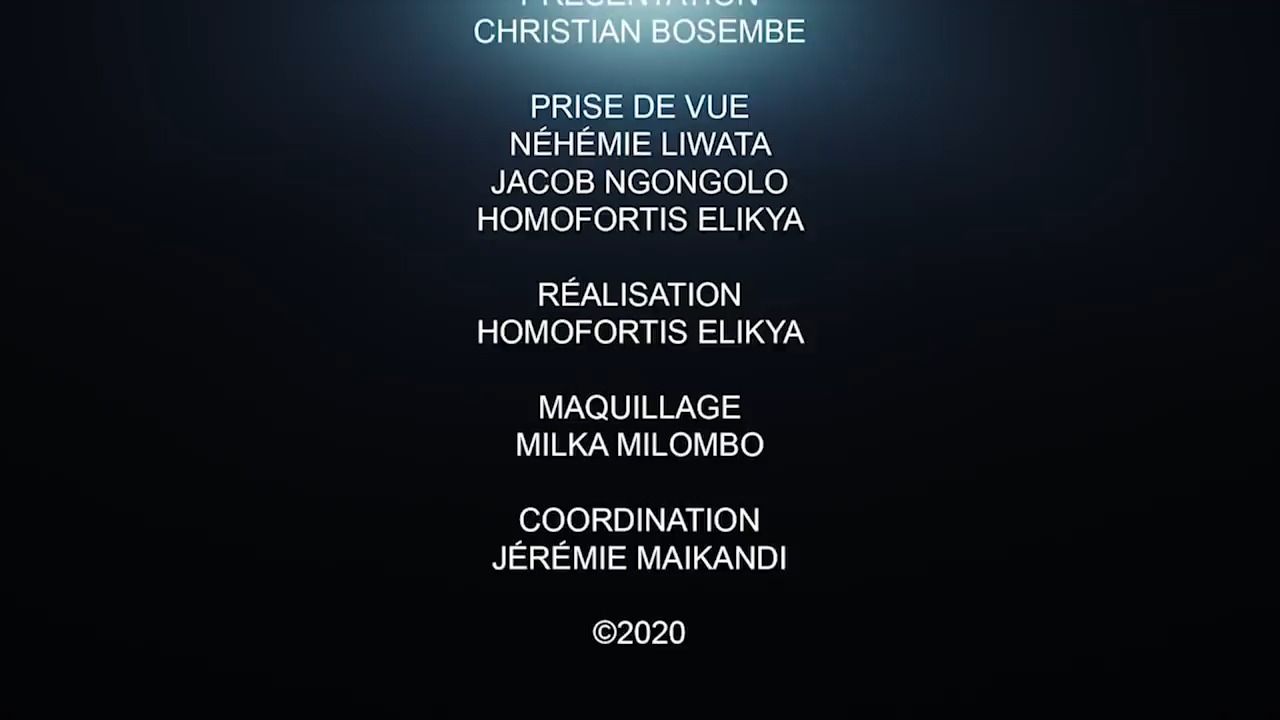 PRÉSENTATION
CHRISTIAN BOSEMBE
PRISE DE VUE
NÉHÉMIE LIWATA
JACOB NGONGOLO
HOMOFORTIS ELIKYA
RÉALISATION
HOMOFORTIS ELIKYA
MAQUILLAGE
MILKA MILOMBO
COORDINATION
JÉRÉMIE MAIKANDI
©2020